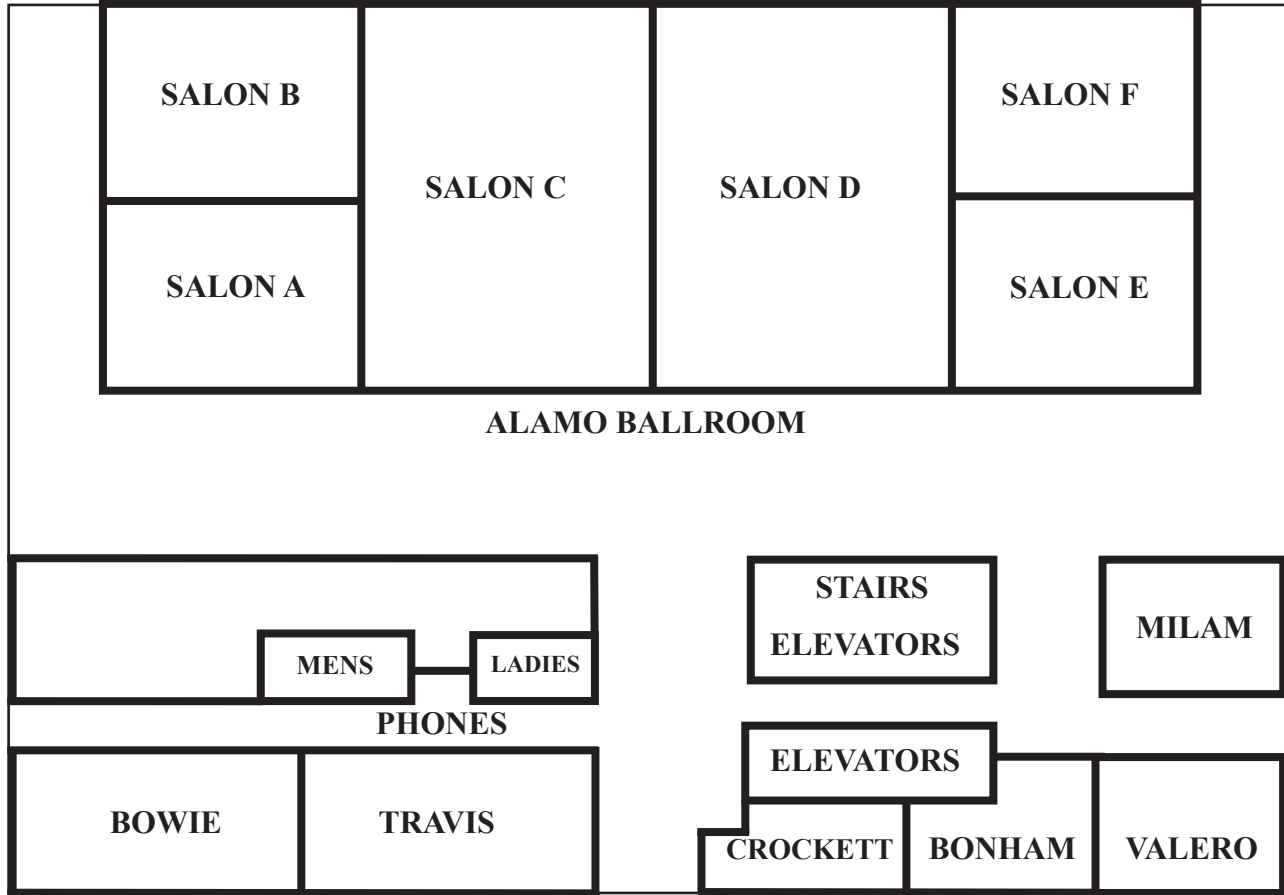 SALON B
SALON F
SALON C
SALON D
SALON A
SALON E
ALAMO BALLROOM
STAIRS
ELEVATORS
MILAM
MENS
LADIES
PHONES
ELEVATORS
BOWIE
TRAVIS
CROCKETT
BONHAM
VALERO